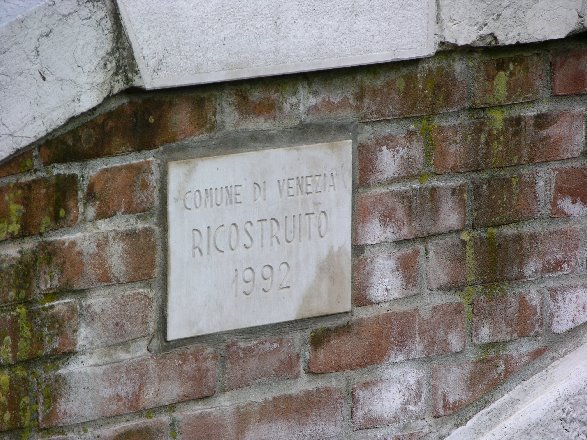 COMUNE DI VENEZIA
RICOSTRUITO
1992